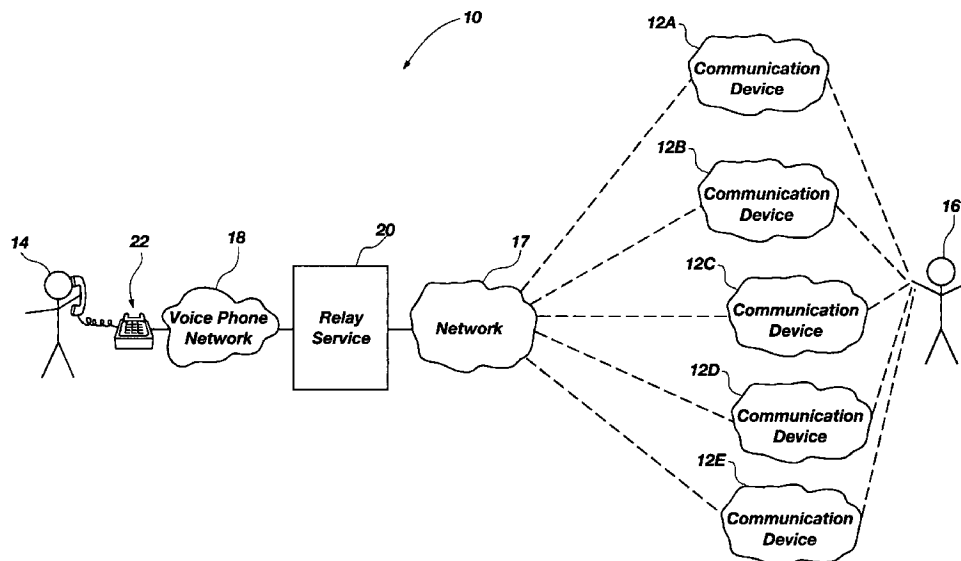 10
12A
Communication
Device
12B
Communication
Device
16
14
22
18
20
17
12C
Voice Phone
Network
Relay
Service
Network
Communication
Device
12D
Communication
Device
12E
Communication
Device